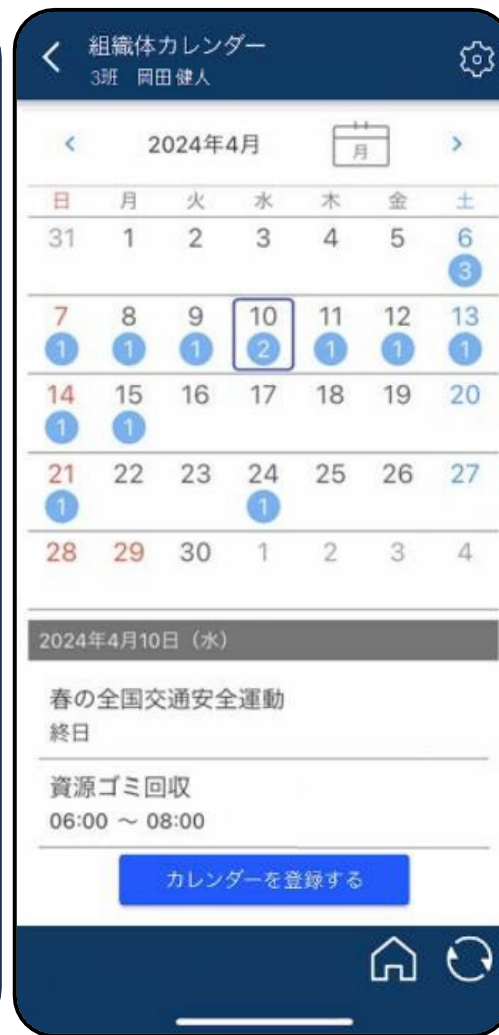 組織体カレンダー
3班 岡田健人
2024年4月
月
日 月 火 水 木 金 土
31 1 2 3 4 5 6
3
7 8 9 10 11 12 13
1 1 1 2 1 1 1
14 15 16 17 18 19 20
1 1
21 22 23 24 25 26 27
1 1
28 29 30 1 2 3 4
2024年4月10日（水）
春の全国交通安全運動
終日
資源ゴミ回収
06:00 ～ 08:00
カレンダーを登録する